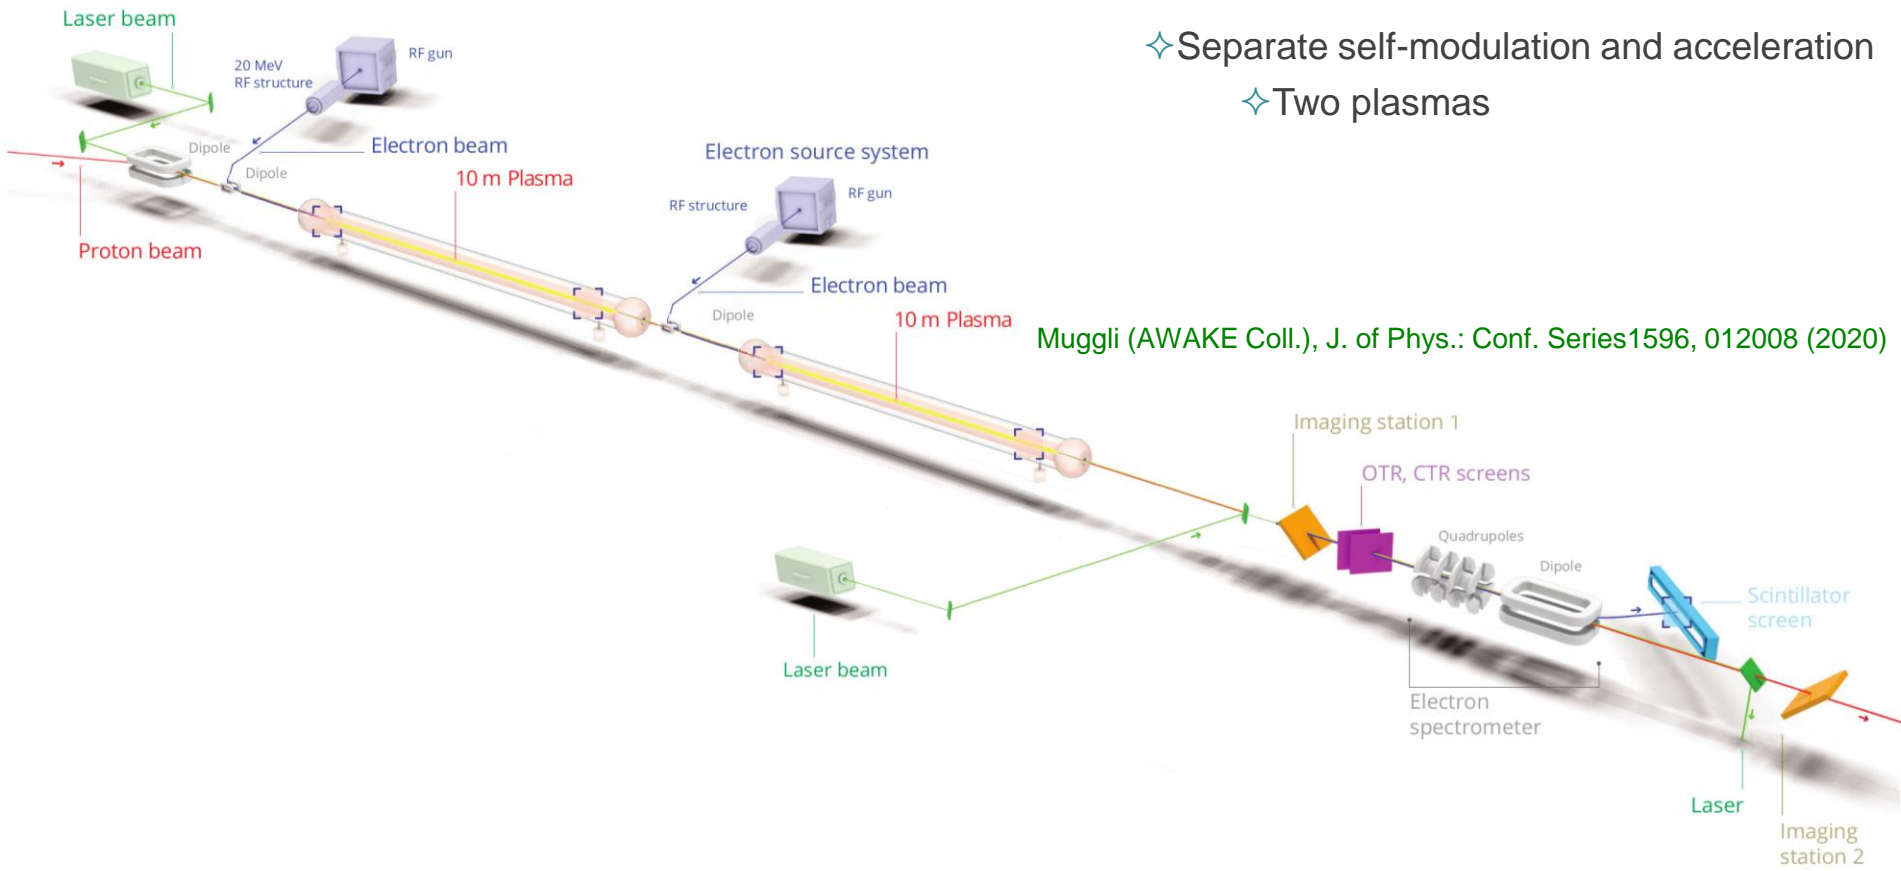 Laser beam
✧Separate self-modulation and acceleration
✧Two plasmas
20 MeV
RF structure
RF gun
Dipole
Electron beam
Dipole
10 m Plasma
Proton beam
Electron source system
RF structure
RF gun
Electron beam
Dipole
10 m Plasma
Muggli (AWAKE Coll.), J. of Phys.: Conf. Series1596, 012008 (2020)
Imaging station 1
OTR, CTR screens
Quadrupoles
Dipole
Scintillator
screen
Laser beam
Electron
spectrometer
Laser
Imaging
station 2